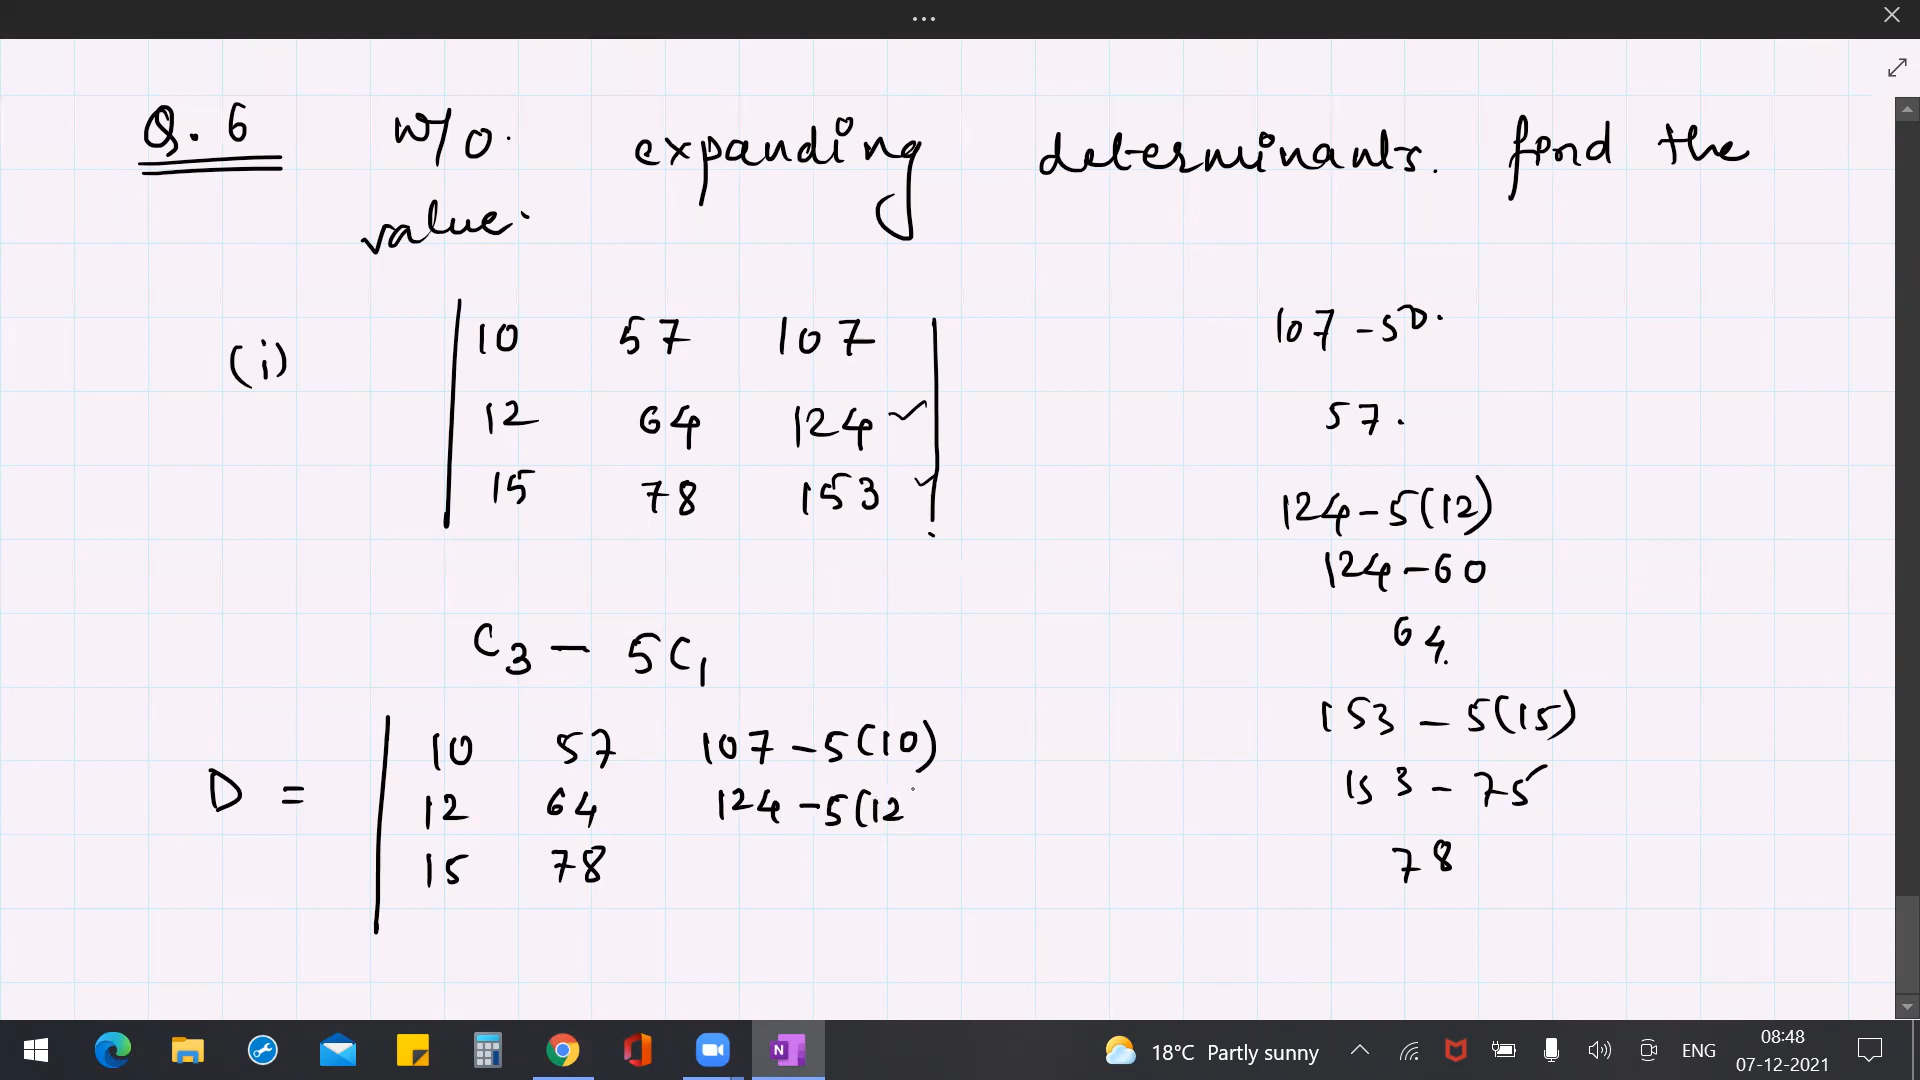 ...
Q. 6 w/o. expanding determinants. find the
value.
(i)
10 57 107
12 64 124 ✓
15 78 153 ✓
C3 – 5C1
D =
10 57 107 – 5(10)
12 64 124 – 5(12
15 78
107 – 50.
57.
124 – 5(12)
124 – 60
64.
153 – 5(15)
153 – 75
78
18°C Partly sunny
ENG
08:48
07-12-2021